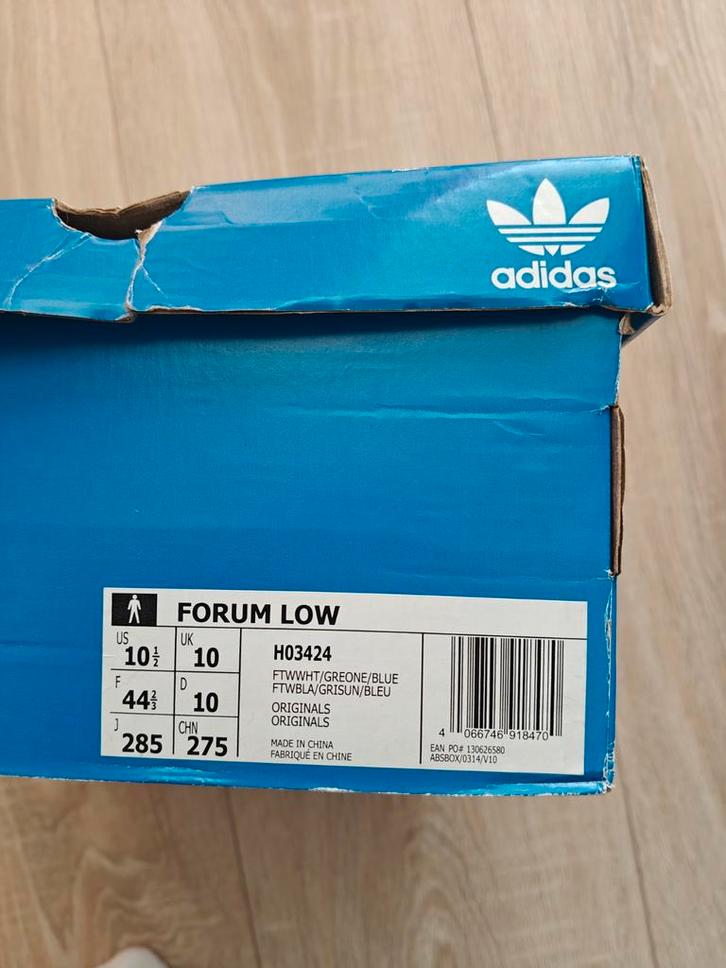 adidas
FORUM LOW
US 10½ UK 10
F 44⅔ D 10
J 285 CHN 275
H03424
FTWWHT/GREONE/BLUE
FTWBLA/GRISUN/BLEU
ORIGINALS
ORIGINALS
MADE IN CHINA
FABRIQUÉ EN CHINE
4 066746 918470
EAN PO# 130626580
ABSBOX/0314/V10